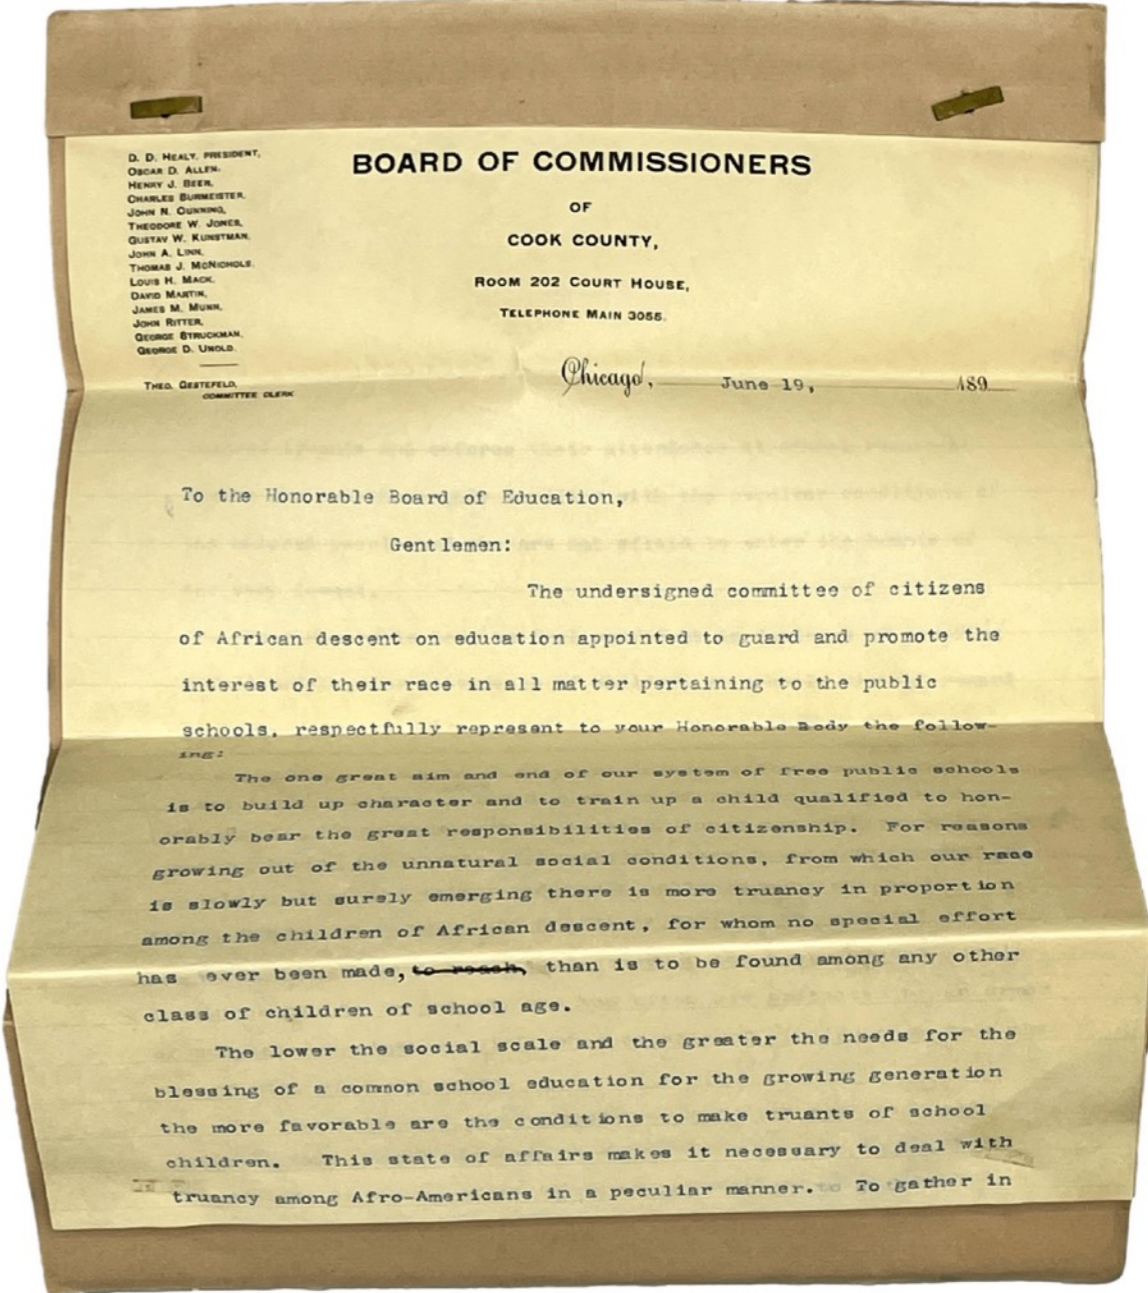 D. D. HEALY, PRESIDENT,
OSCAR D. ALLEN,
HENRY J. BEER,
CHARLES BURMEISTER,
JOHN N. CUNNING,
THEODORE W. JONES,
GUSTAV W. KUNSTMAN,
JOHN A. LINN,
THOMAS J. MCNICHOLS,
LOUIS H. MACK,
DAVID MARTIN,
JAMES M. MUNN,
JOHN RITTER,
GEORGE STRUCKMAN,
GEORGE D. UNOLD.
THEO. GESTEFELD,
COMMITTEE CLERK
BOARD OF COMMISSIONERS
OF
COOK COUNTY,
ROOM 202 COURT HOUSE,
TELEPHONE MAIN 3055.
Chicago, June 19, 189
To the Honorable Board of Education,
Gentlemen:
The undersigned committee of citizens
of African descent on education appointed to guard and promote the
interest of their race in all matter pertaining to the public
schools, respectfully represent to your Honorable Body the follow-
ing:
The one great aim and end of our system of free public schools
is to build up character and to train up a child qualified to hon-
orably bear the great responsibilities of citizenship. For reasons
growing out of the unnatural social conditions, from which our race
is slowly but surely emerging there is more truancy in proportion
among the children of African descent, for whom no special effort
has ever been made, to reach, than is to be found among any other
class of children of school age.
The lower the social scale and the greater the needs for the
blessing of a common school education for the growing generation
the more favorable are the conditions to make truants of school
children. This state of affairs makes it necessary to deal with
truancy among Afro-Americans in a peculiar manner. To gather in